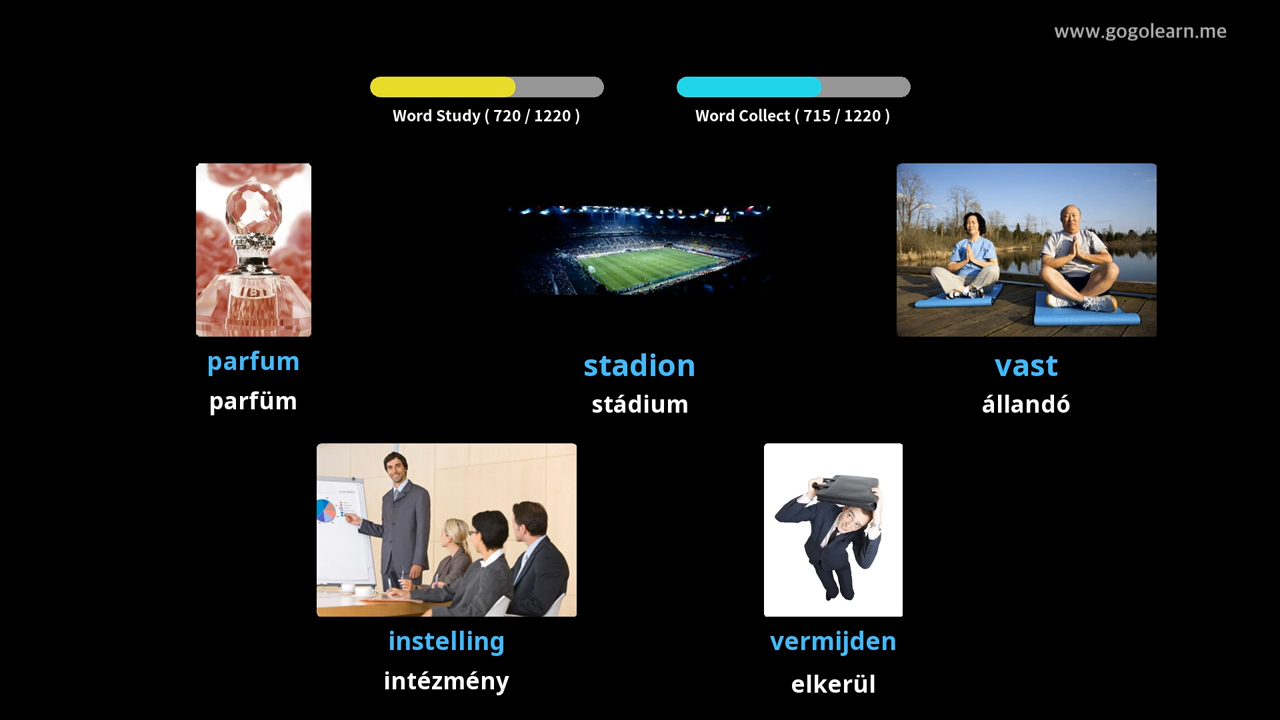 www.gogolearn.me
Word Study ( 720 / 1220 )
Word Collect ( 715 / 1220 )
parfum
parfüm
stadion
stádium
vast
állandó
instelling
intézmény
vermijden
elkerül